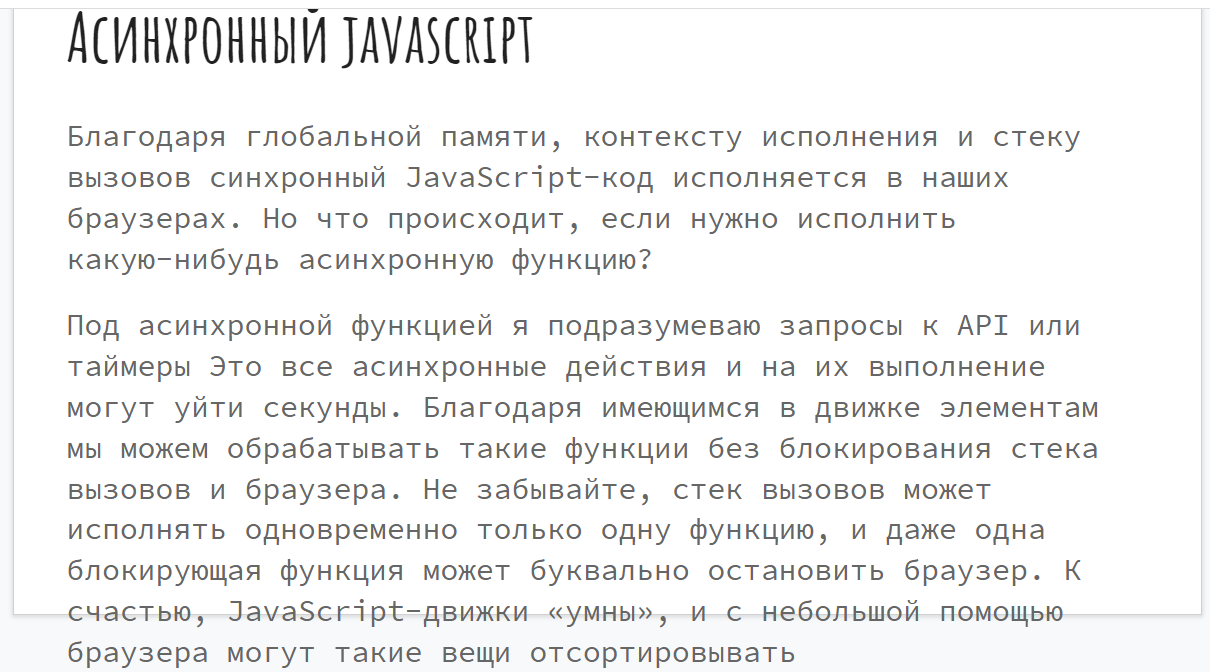 Асинхронный JavaScript
Благодаря глобальной памяти, контексту исполнения и стеку
вызовов синхронный JavaScript-код исполняется в наших
браузерах. Но что происходит, если нужно исполнить
какую-нибудь асинхронную функцию?
Под асинхронной функцией я подразумеваю запросы к API или
таймеры Это все асинхронные действия и на их выполнение
могут уйти секунды. Благодаря имеющимся в движке элементам
мы можем обрабатывать такие функции без блокирования стека
вызовов и браузера. Не забывайте, стек вызовов может
исполнять одновременно только одну функцию, и даже одна
блокирующая функция может буквально остановить браузер. К
счастью, JavaScript-движки «умны», и с небольшой помощью
браузера могут такие вещи отсортировывать